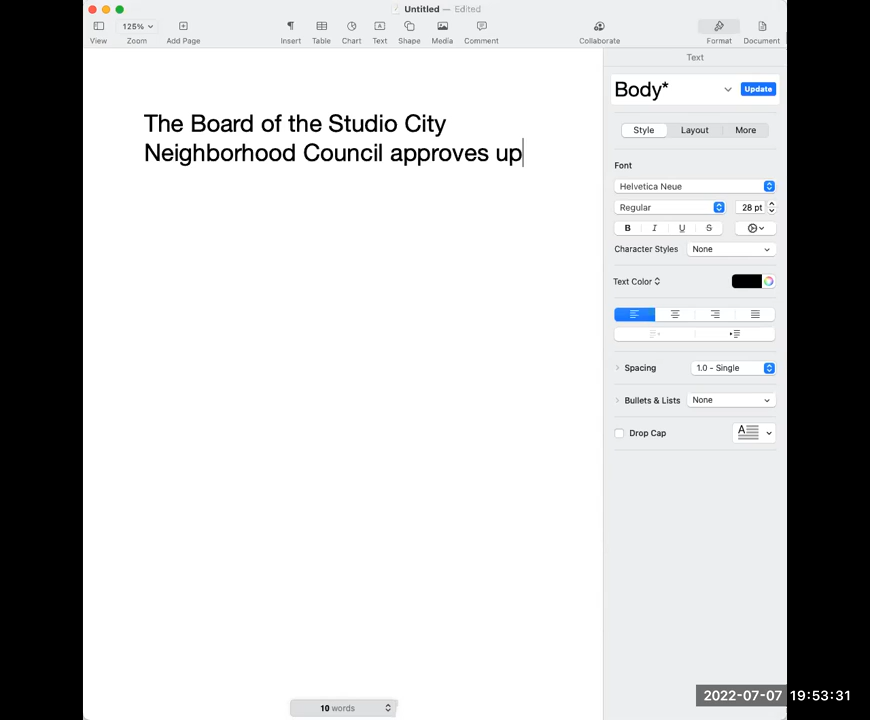 Untitled — Edited
125%
View
Zoom
Add Page
Insert
Table
Chart
Text
Shape
Media
Comment
Collaborate
Format
Document
Text
The Board of the Studio City
Neighborhood Council approves up
Body*
Update
Style
Layout
More
Font
Helvetica Neue
Regular
28 pt
B I U S
Character Styles
None
Text Color
Spacing
1.0 - Single
Bullets & Lists
None
Drop Cap
A
10 words
2022-07-07 19:53:31